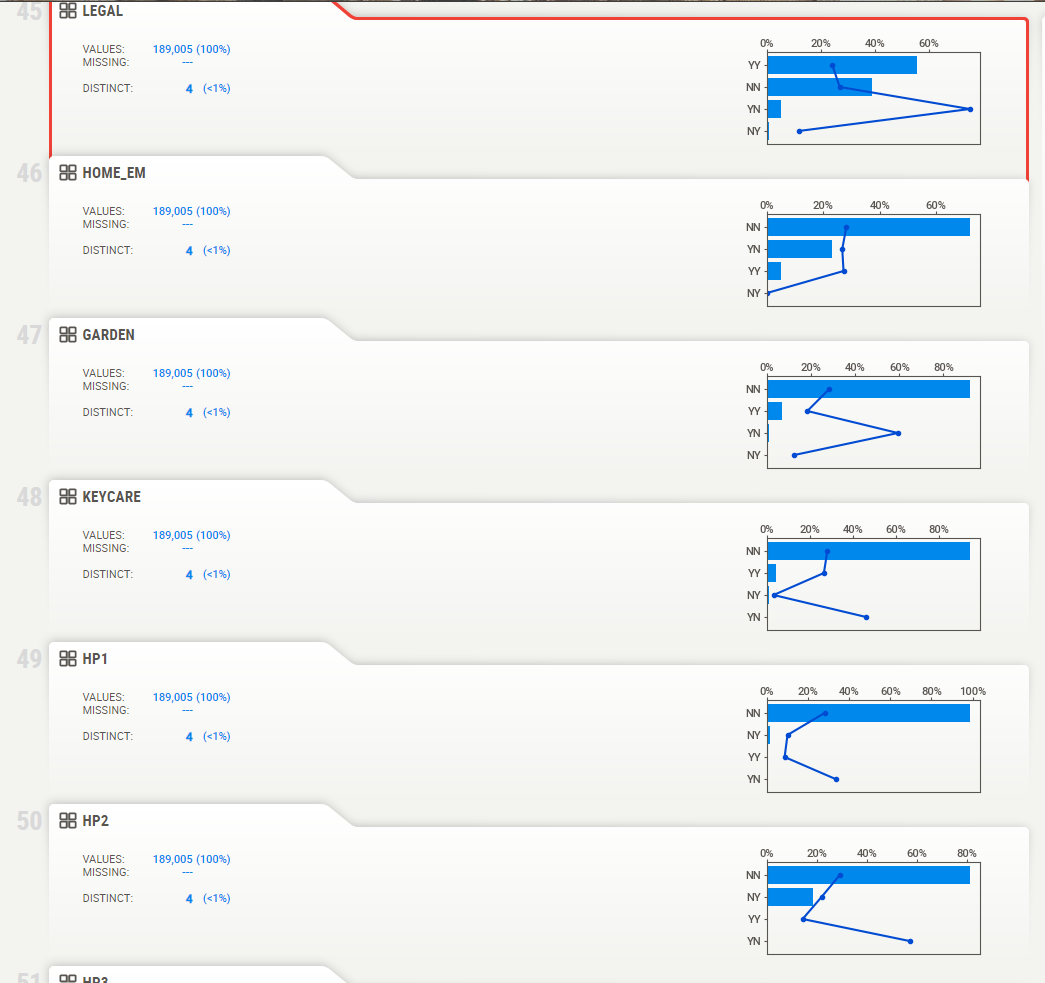 45 LEGAL
VALUES: 189,005 (100%)
MISSING: ---
DISTINCT: 4 (<1%)
0% 20% 40% 60%
YY
NN
YN
NY
46 HOME_EM
VALUES: 189,005 (100%)
MISSING: ---
DISTINCT: 4 (<1%)
0% 20% 40% 60%
NN
YN
YY
NY
47 GARDEN
VALUES: 189,005 (100%)
MISSING: ---
DISTINCT: 4 (<1%)
0% 20% 40% 60% 80%
NN
YY
YN
NY
48 KEYCARE
VALUES: 189,005 (100%)
MISSING: ---
DISTINCT: 4 (<1%)
0% 20% 40% 60% 80%
NN
YY
NY
YN
49 HP1
VALUES: 189,005 (100%)
MISSING: ---
DISTINCT: 4 (<1%)
0% 20% 40% 60% 80% 100%
NN
NY
YY
YN
50 HP2
VALUES: 189,005 (100%)
MISSING: ---
DISTINCT: 4 (<1%)
0% 20% 40% 60% 80%
NN
NY
YY
YN
51 HP3